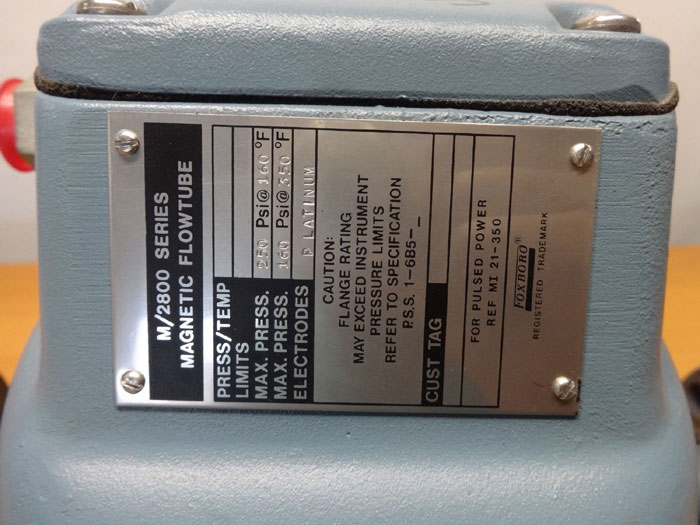 M/2800 SERIES
MAGNETIC FLOWTUBE
PRESS/TEMP
LIMITS
MAX. PRESS. 250 Psi@ 160 °F
MAX. PRESS. 160 Psi@ 350 °F
ELECTRODES PLATINUM
CAUTION:
FLANGE RATING
MAY EXCEED INSTRUMENT
PRESSURE LIMITS
REFER TO SPECIFICATION
P.S.S. 1-6B5-_
CUST TAG
FOR PULSED POWER
REF MI 21-350
FOXBORO®
REGISTERED TRADEMARK